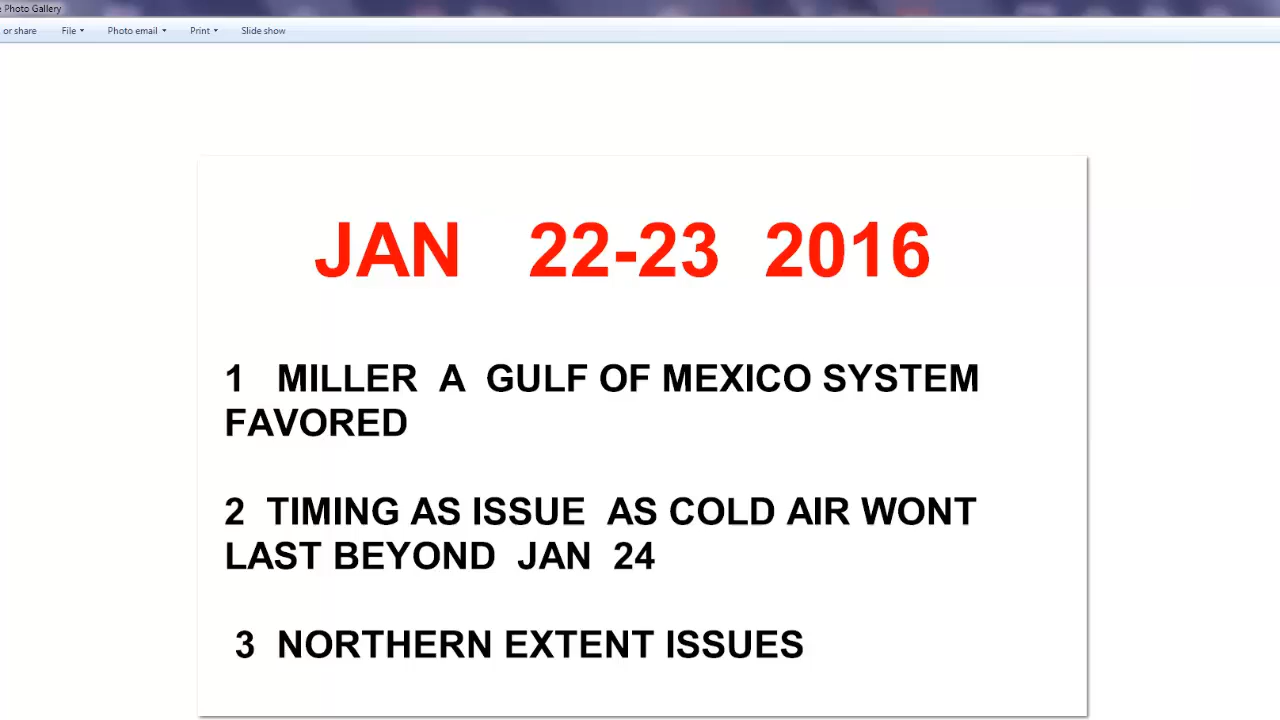 Photo Gallery
or share File Photo email Print Slide show
JAN 22-23 2016
1 MILLER A GULF OF MEXICO SYSTEM
FAVORED
2 TIMING AS ISSUE AS COLD AIR WONT
LAST BEYOND JAN 24
3 NORTHERN EXTENT ISSUES